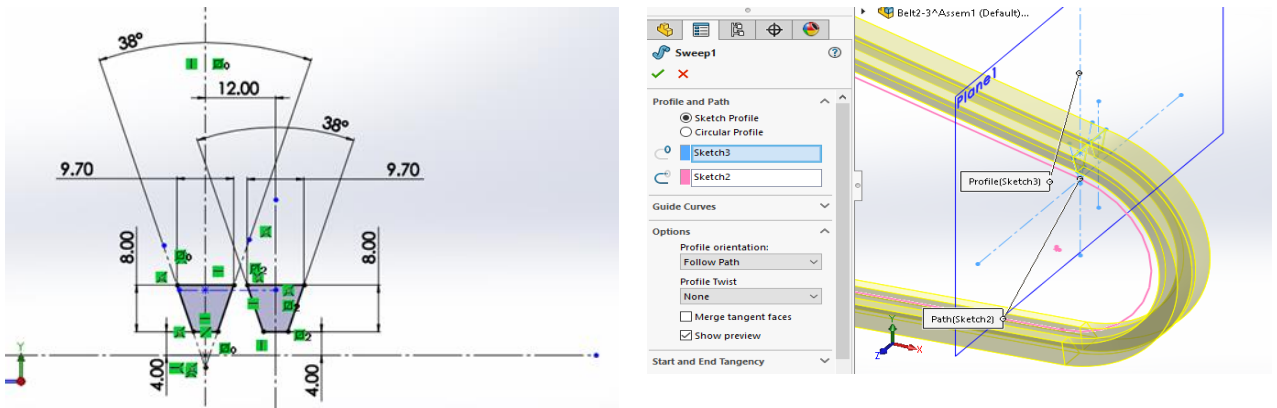 38°
12.00
38°
9.70
9.70
8.00
8.00
4.00
4.00
Y
Sweep1
Profile and Path
Sketch Profile
Circular Profile
Sketch3
Sketch2
Guide Curves
Options
Profile orientation:
Follow Path
Profile Twist
None
Merge tangent faces
Show preview
Start and End Tangency
Belt2-3^Assem1 (Default)...
Plane1
Profile(Sketch3)
Path(Sketch2)
Y
Z
X